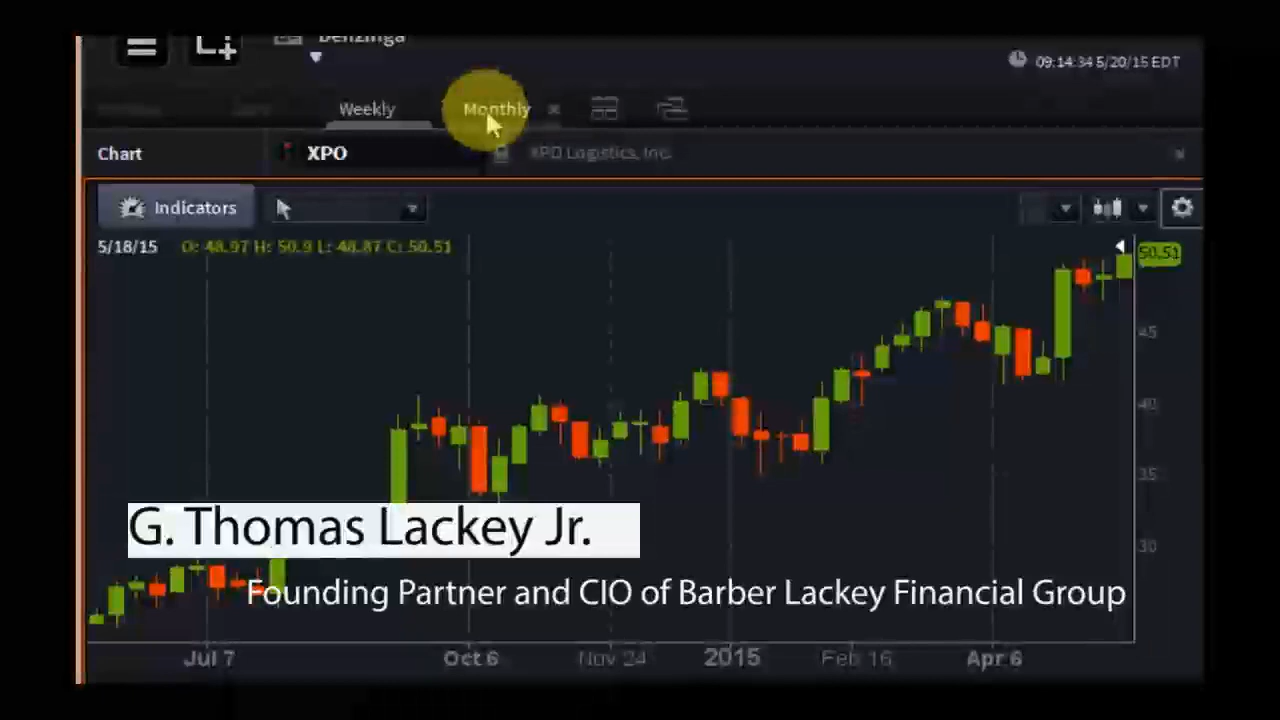 Benzinga
09:14:34 5/20/15 EDT
Weekly
Monthly
Chart
XPO
XPO Logistics, Inc.
Indicators
5/18/15 O: 48.97 H: 50.9 L: 48.87 C: 50.51
50.51
45
40
35
30
G. Thomas Lackey Jr.
Founding Partner and CIO of Barber Lackey Financial Group
Jul 7 Oct 6 Nov 24 2015 Feb 16 Apr 6